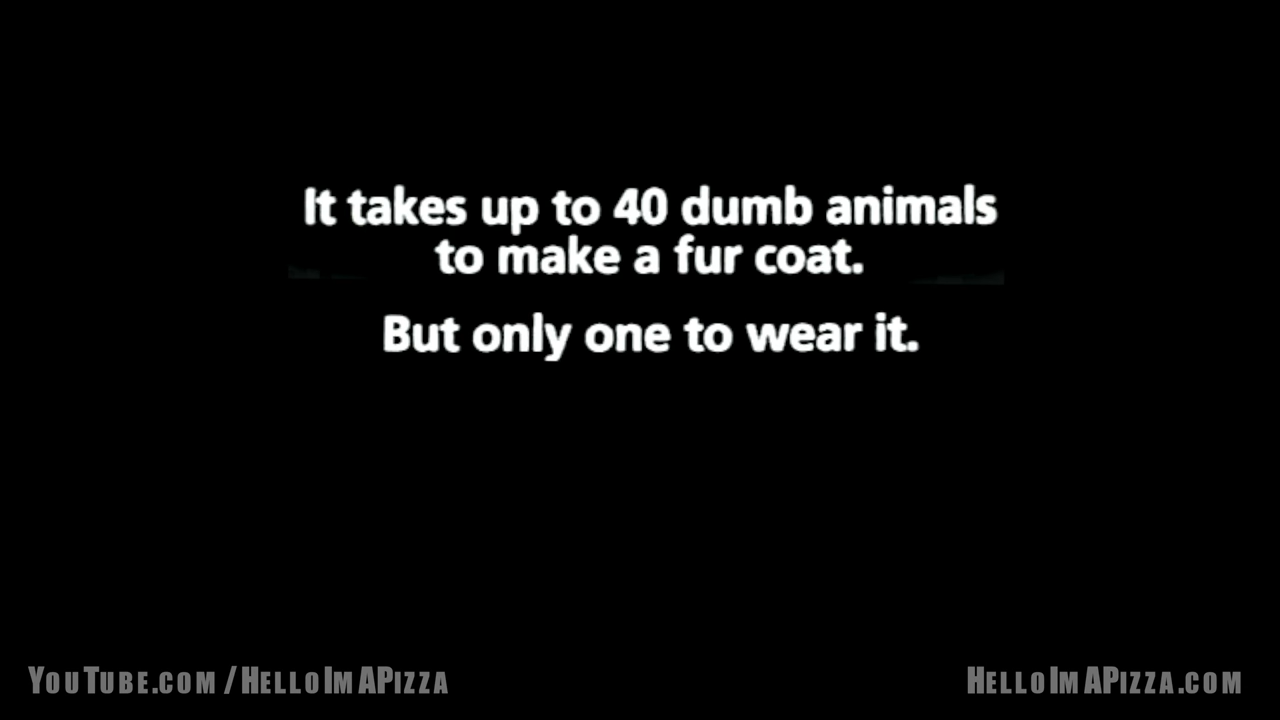 It takes up to 40 dumb animals
to make a fur coat.
But only one to wear it.
YouTube.com/HelloImAPizza
HelloImAPizza.com